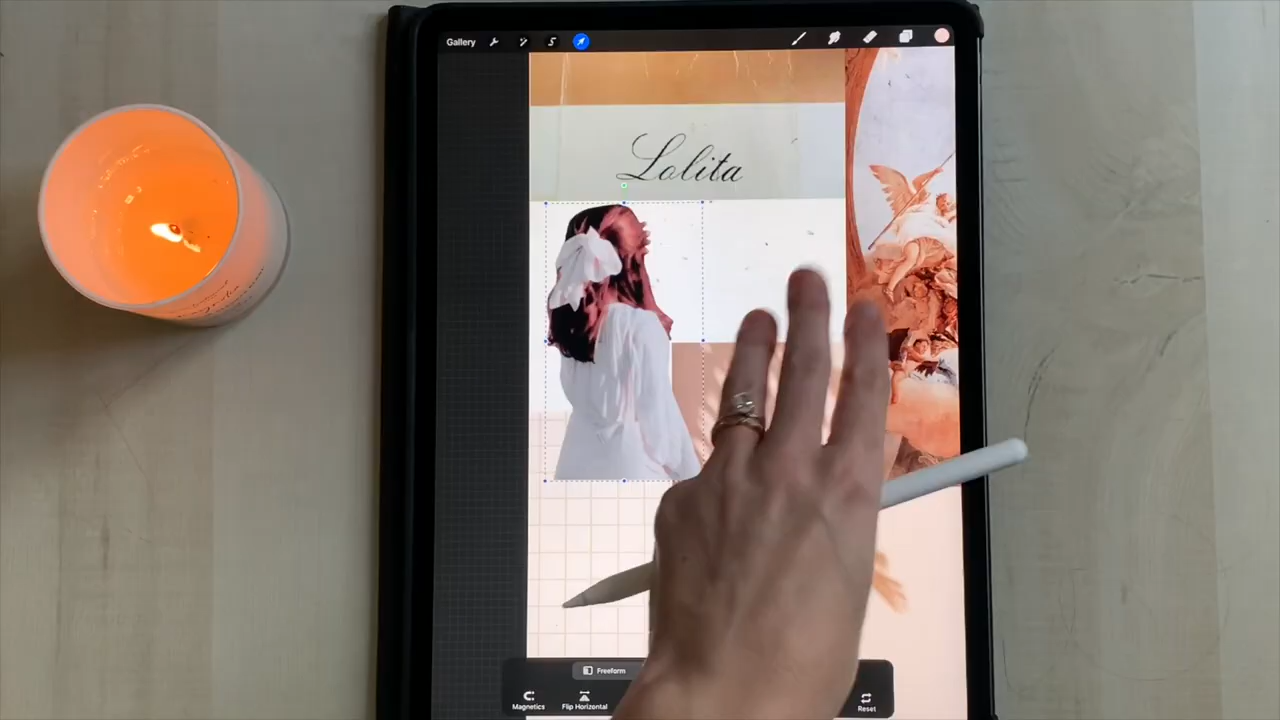 Gallery
Lolita
Freeform
Magnetics
Flip Horizontal
Reset